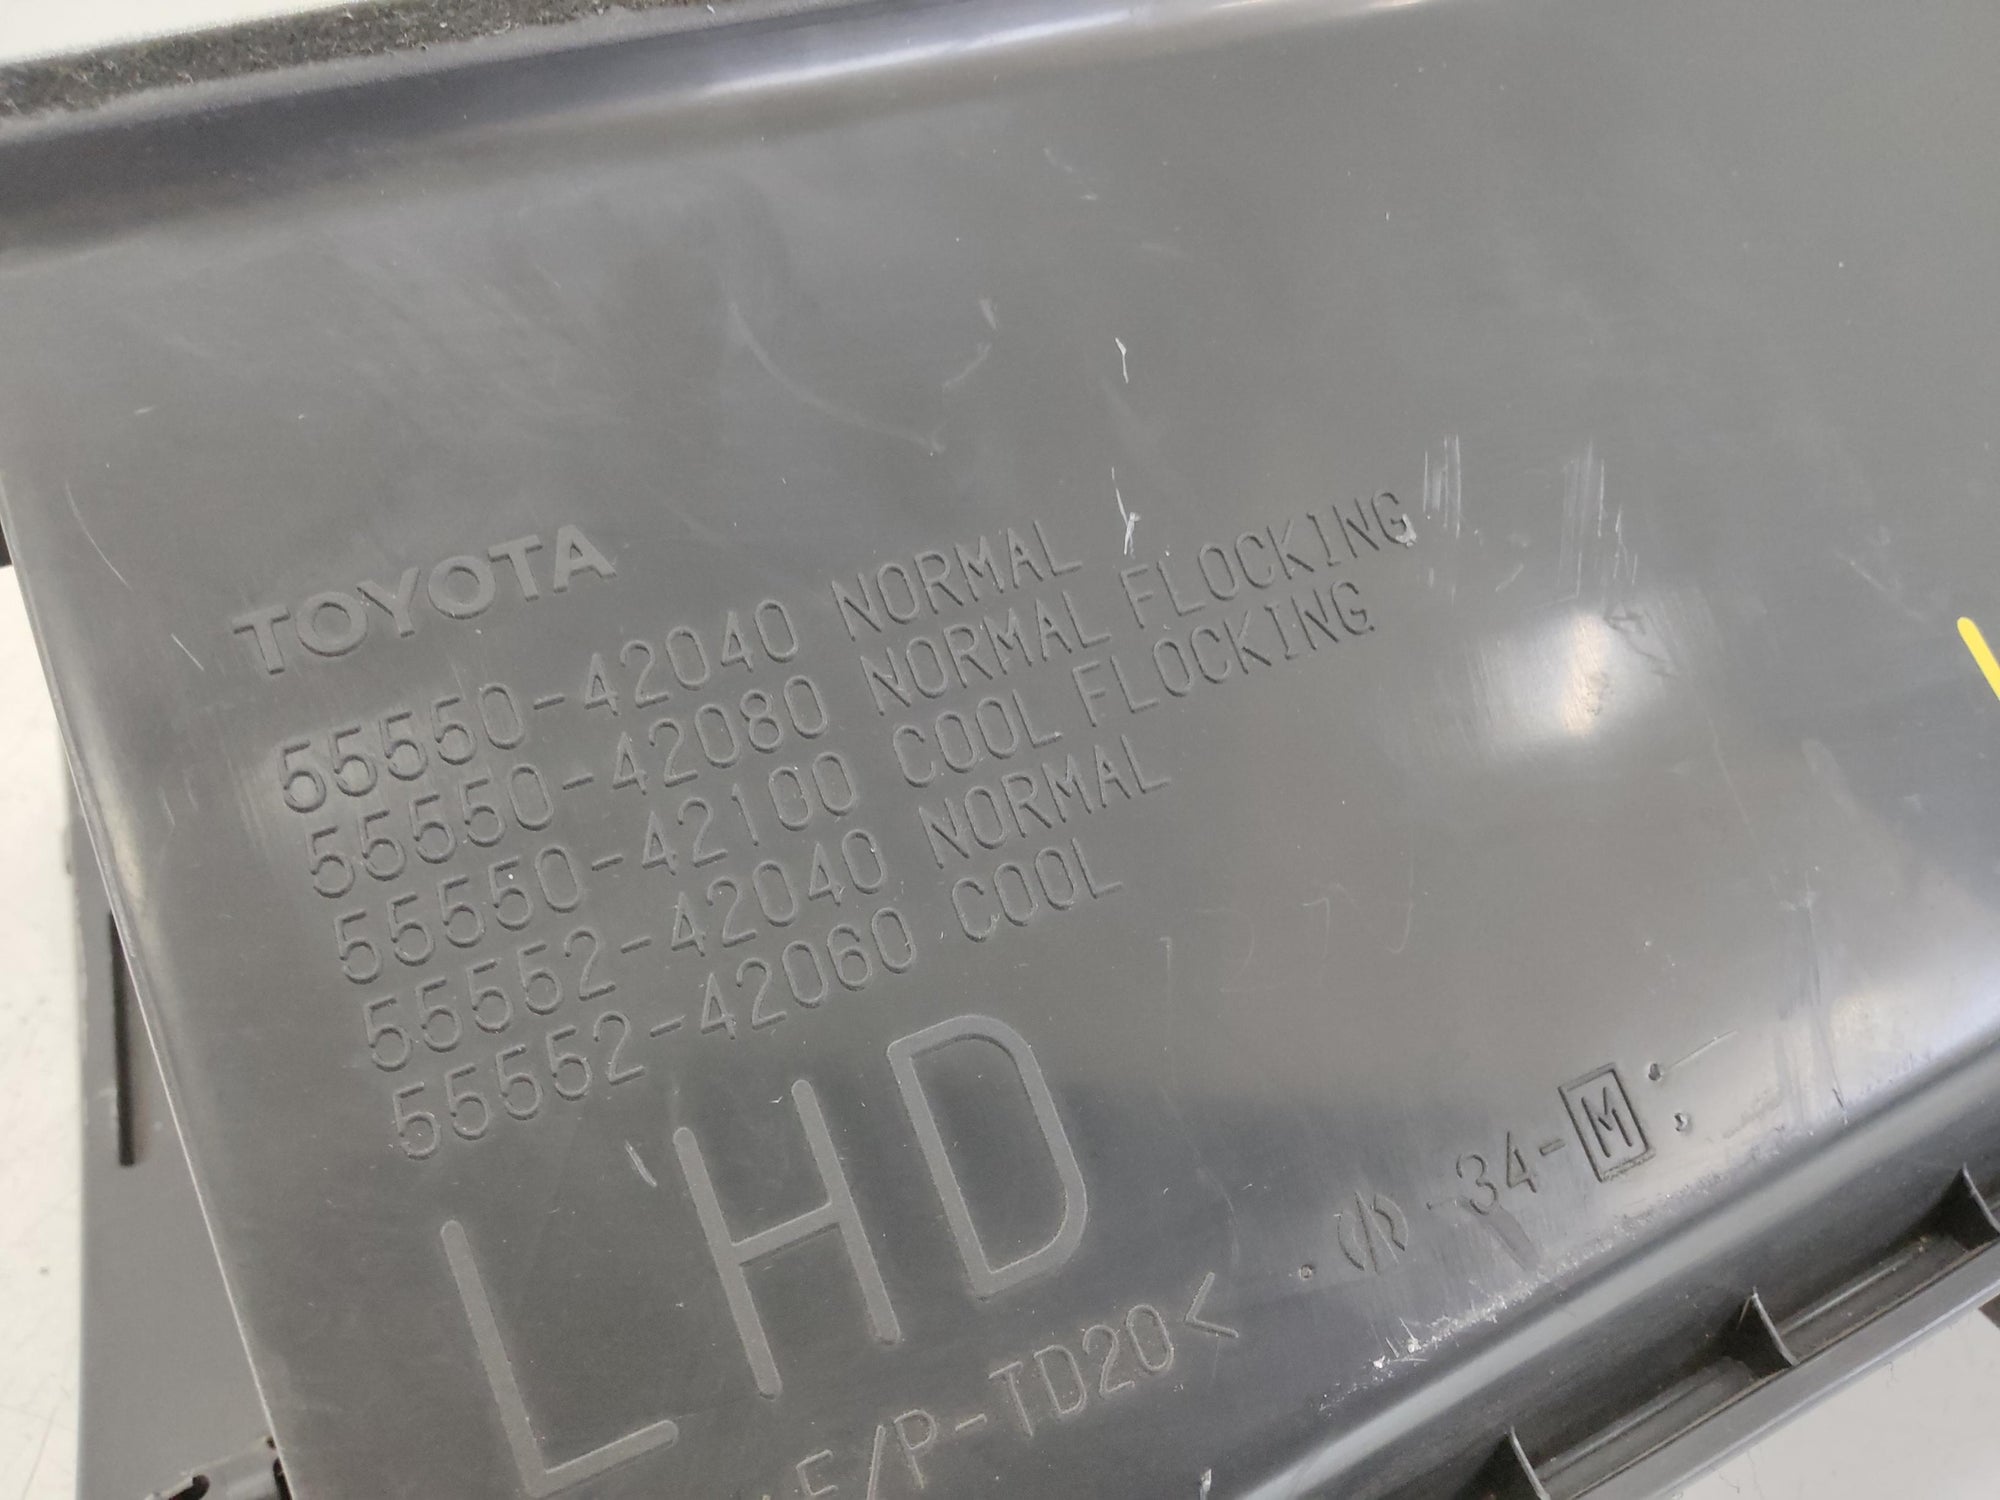 TOYOTA
55550-42040 NORMAL
55550-42080 NORMAL FLOCKING
55550-42100 COOL FLOCKING
55552-42040 NORMAL
55552-42060 COOL
LHD
-34-M
E/P-TD20<